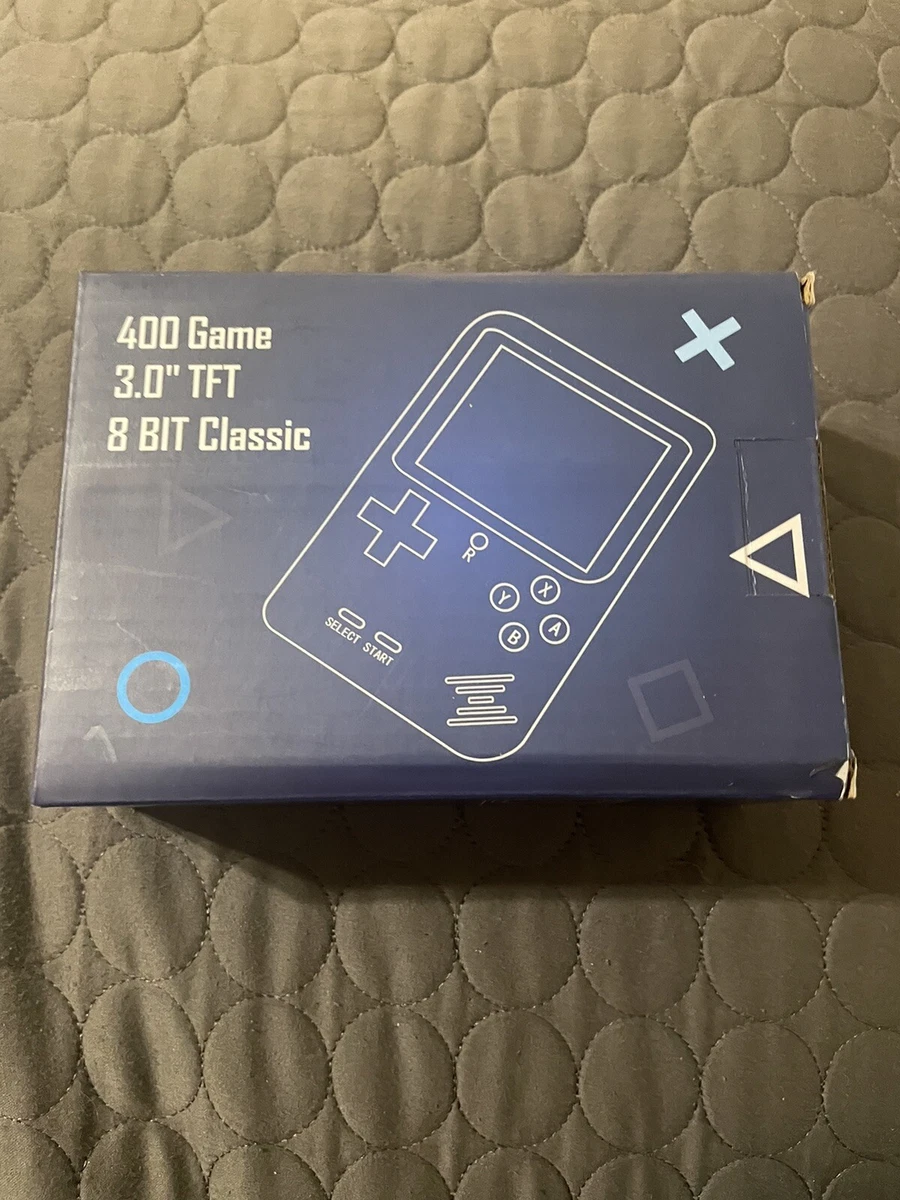 400 Game
3.0" TFT
8 BIT Classic
R
Y X
B A
SELECT START